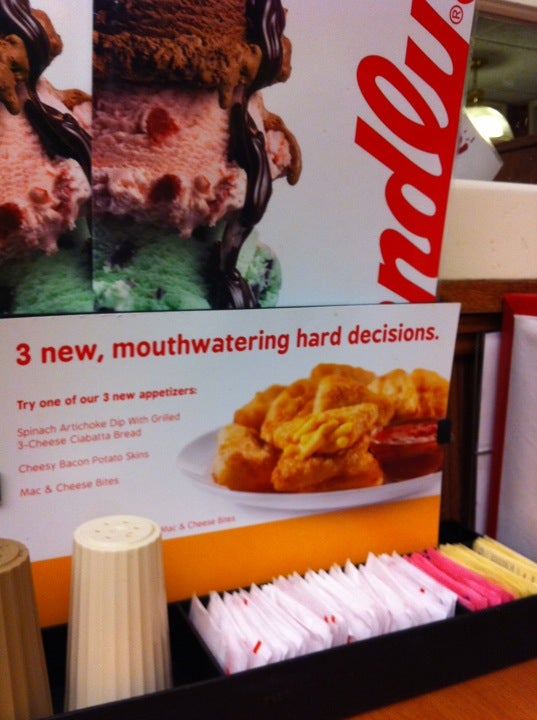 ndly®
3 new, mouthwatering hard decisions.
Try one of our 3 new appetizers:
Spinach Artichoke Dip With Grilled
3-Cheese Ciabatta Bread
Cheesy Bacon Potato Skins
Mac & Cheese Bites
Mac & Cheese Bites